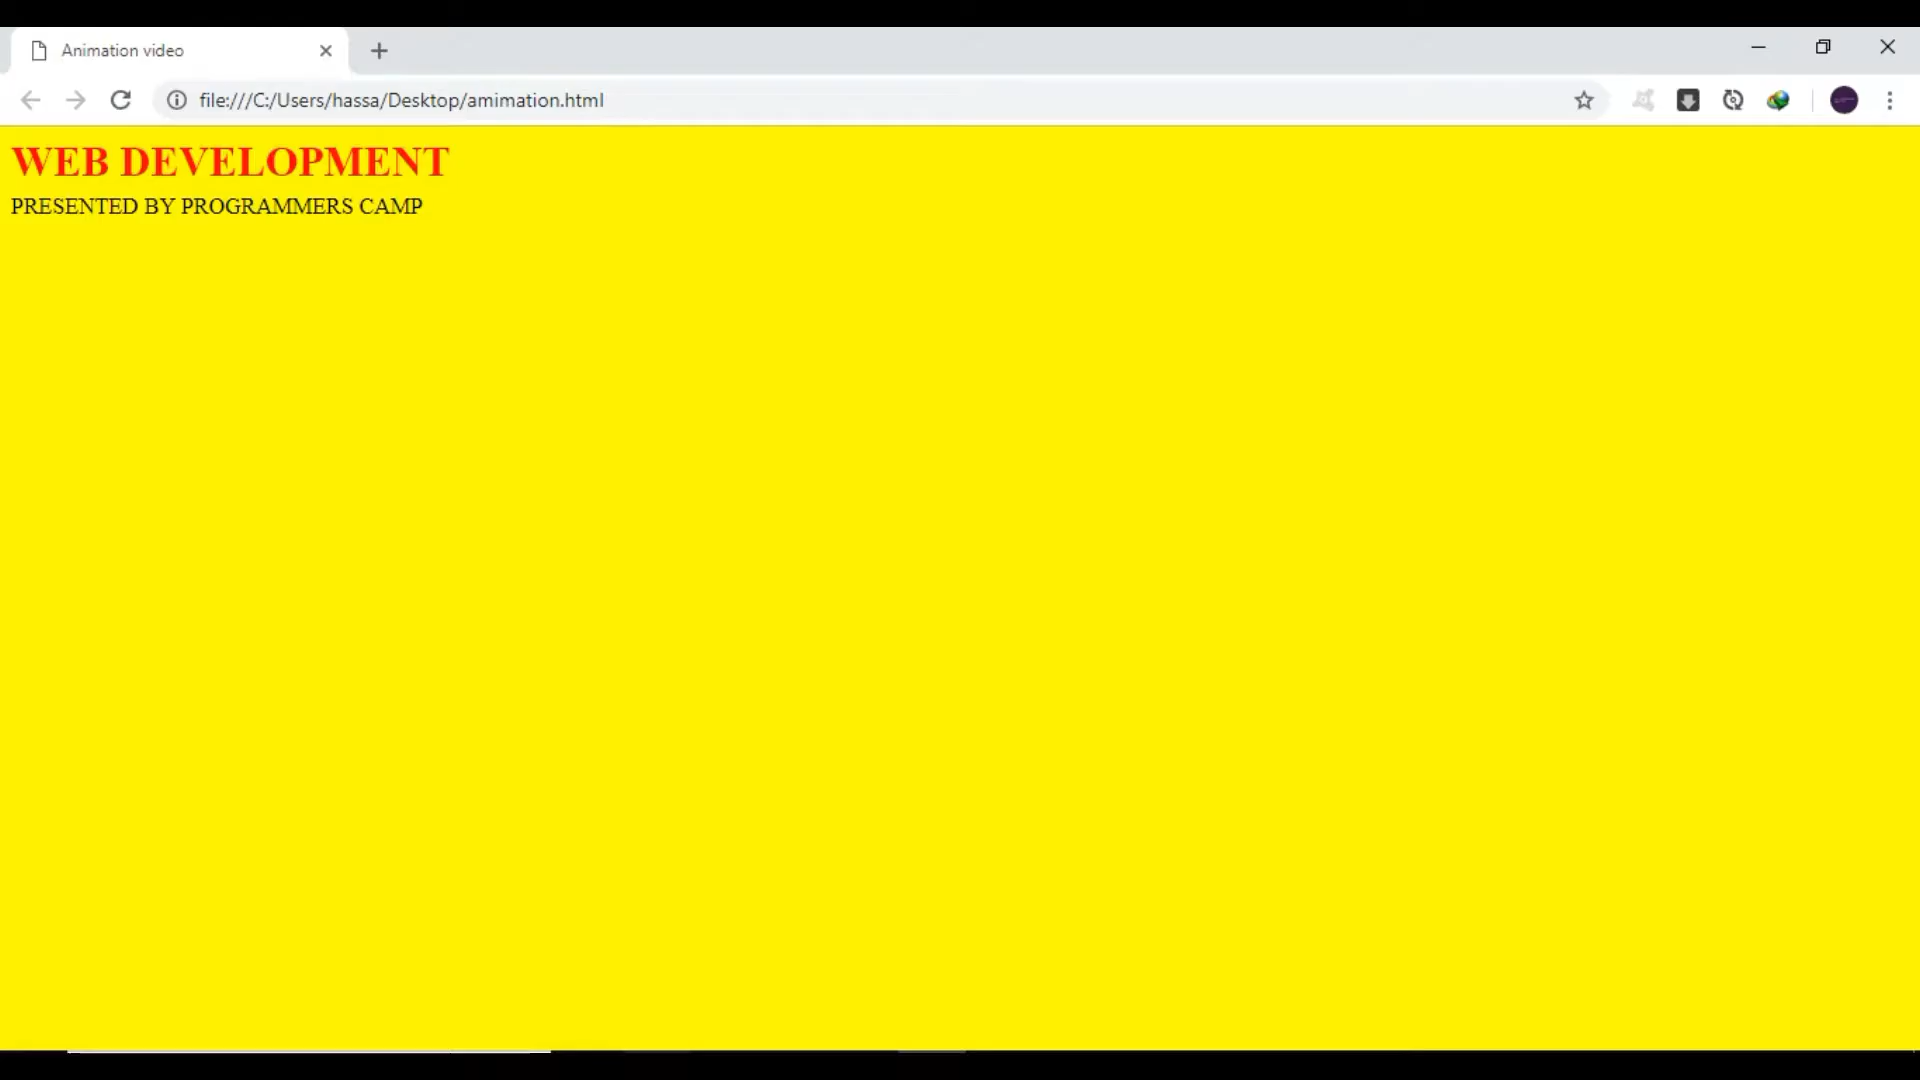 Animation video
file:///C:/Users/hassa/Desktop/amimation.html
WEB DEVELOPMENT
PRESENTED BY PROGRAMMERS CAMP